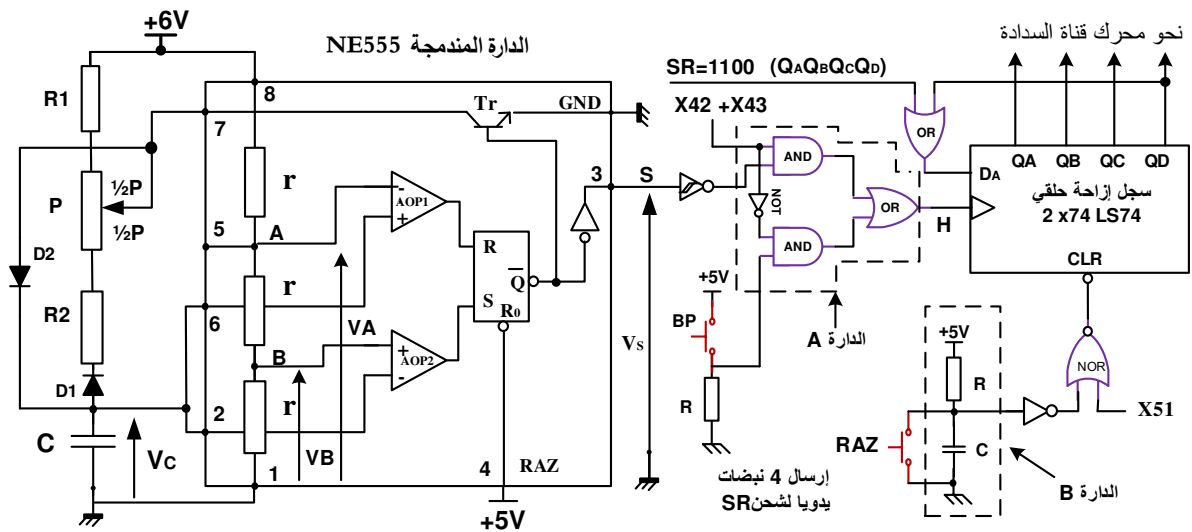 +6V
NE555 الدارة المندمجة
نحو محرك قناة السدادة
SR=1100 (QAQBQCQD)
X42 +X43
R1
8
7
Tr
GND
3
S
r
AOP1
A
5
½P
P
½P
D2
r
R
Q̅
S
R0
6
R2
VA
B
AOP2
D1
2
r
C
VC
VB
1
4
RAZ
+5V
VS
AND
NOT
AND
OR
H
OR
DA
QA
QB
QC
QD
سجل إزاحة حلقي
2 x74 LS74
CLR
الدارة A
+5V
BP
R
إرسال 4 نبضات
يدويا لشحن SR
+5V
R
C
RAZ
NOR
X51
الدارة B